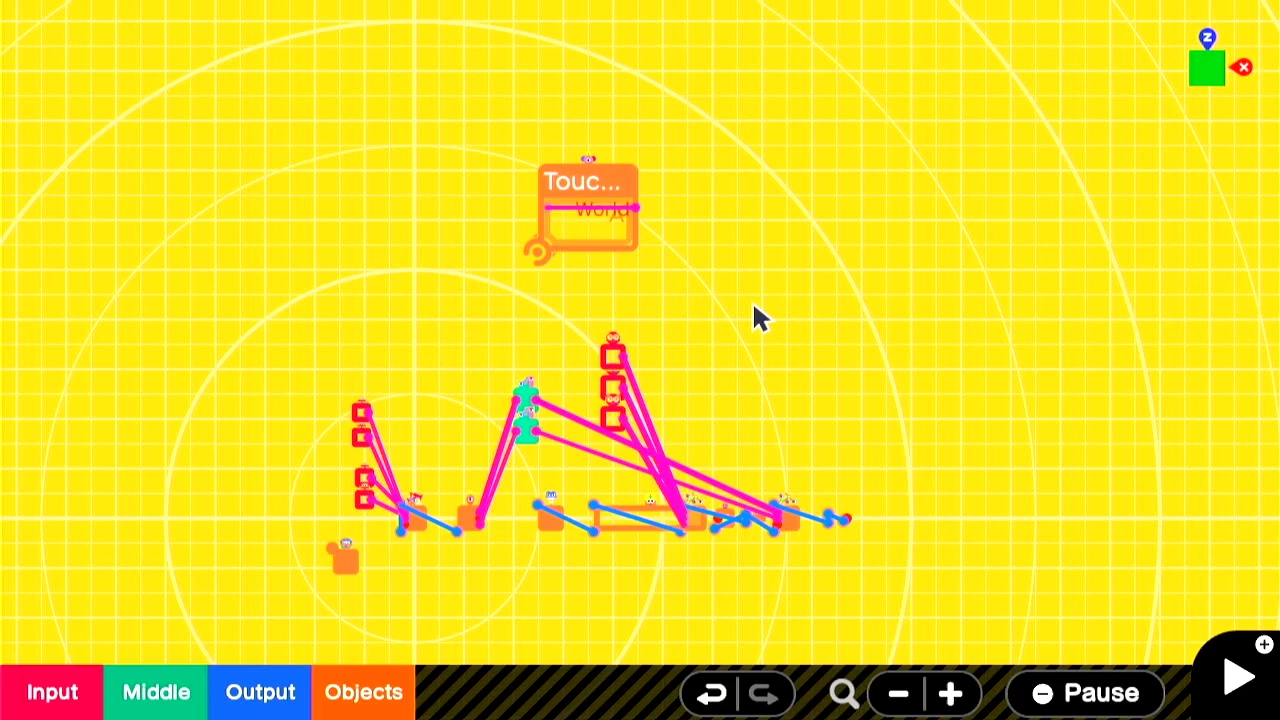 Z
X
Touc...
World
Input
Middle
Output
Objects
Pause